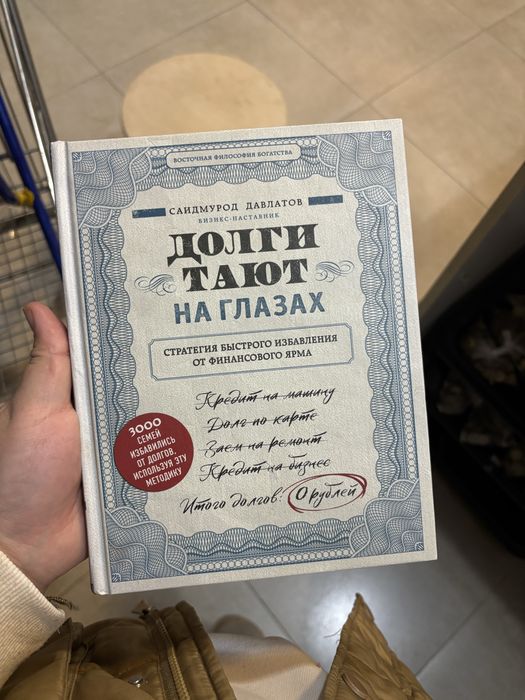 ВОСТОЧНАЯ ФИЛОСОФИЯ БОГАТСТВА
САИДМУРОД ДАВЛАТОВ
БИЗНЕС-НАСТАВНИК
ДОЛГИ
ТАЮТ
НА ГЛАЗАХ
СТРАТЕГИЯ БЫСТРОГО ИЗБАВЛЕНИЯ
ОТ ФИНАНСОВОГО ЯРМА
Кредит на машину
Долг по карте
Заем на ремонт
Кредит на бизнес
Итого долгов: 0 рублей
3000
СЕМЕЙ
ИЗБАВИЛИСЬ
ОТ ДОЛГОВ,
ИСПОЛЬЗУЯ ЭТУ
МЕТОДИКУ